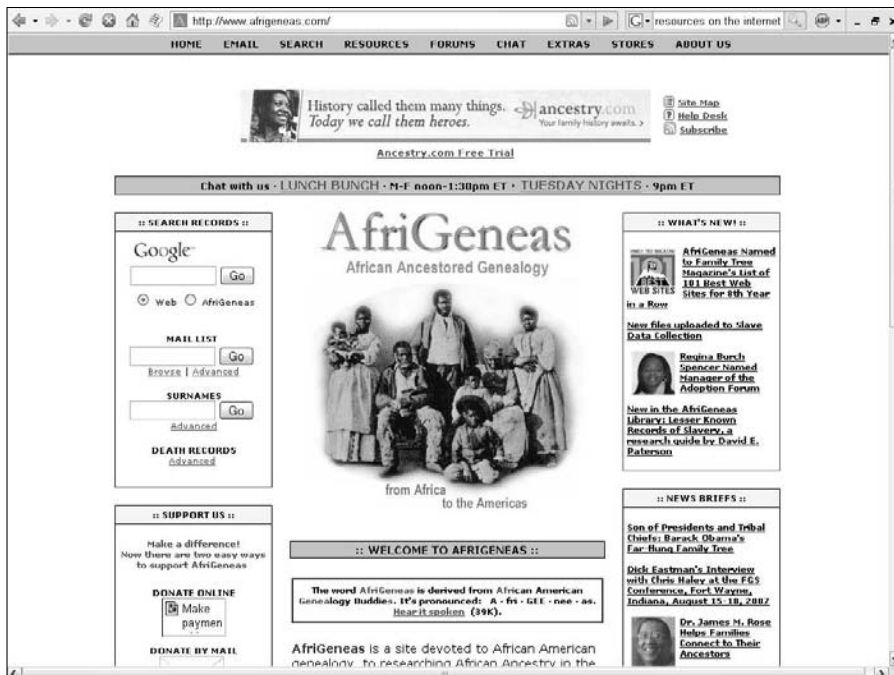 http://www.afrigeneas.com/
resources on the internet
HOME EMAIL SEARCH RESOURCES FORUMS CHAT EXTRAS STORES ABOUT US
History called them many things.
Today we call them heroes.
ancestry.com
Your family history awaits. >
Site Map
Help Desk
Subscribe
Ancestry.com Free Trial
Chat with us · LUNCH BUNCH · M-F noon-1:30pm ET · TUESDAY NIGHTS · 9pm ET
:: SEARCH RECORDS ::
Google
Go
Web AfriGeneas
MAIL LIST
Go
Browse | Advanced
SURNAMES
Go
Advanced
DEATH RECORDS
Advanced
:: SUPPORT US ::
Make a difference!
Now there are two easy ways
to support AfriGeneas
DONATE ONLINE
Make
paymen
DONATE BY MAIL
AfriGeneas
African Ancestored Genealogy
from Africa
to the Americas
:: WELCOME TO AFRIGENEAS ::
The word AfriGeneas is derived from African American
Genealogy Buddies. It's pronounced: A - fri - GEE - nee - as.
Hear it spoken (39K).
AfriGeneas is a site devoted to African American
genealogy, to researching African Ancestry in the
:: WHAT'S NEW! ::
BEST
WEB SITES
AfriGeneas Named
to Family Tree
Magazine's List of
101 Best Web
Sites for 8th Year
in a Row
New files uploaded to Slave
Data Collection
Regina Burch
Spencer Named
Manager of the
Adoption Forum
New in the AfriGeneas
Library: Lesser Known
Records of Slavery, a
research guide by David E.
Paterson
:: NEWS BRIEFS ::
Son of Presidents and Tribal
Chiefs: Barack Obama's
Far-Flung Family Tree
Dick Eastman's Interview
with Chris Haley at the FGS
Conference, Fort Wayne,
Indiana, August 15-18, 2007
Dr. James M. Rose
Helps Families
Connect to Their
Ancestors